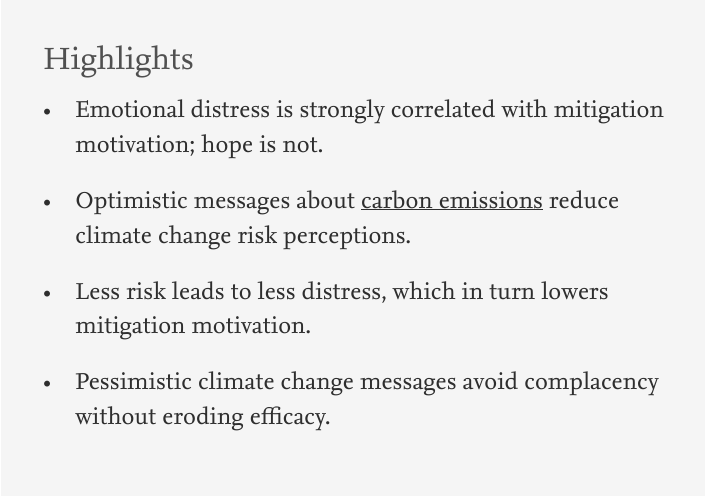 Highlights
• Emotional distress is strongly correlated with mitigation
motivation; hope is not.
• Optimistic messages about carbon emissions reduce
climate change risk perceptions.
• Less risk leads to less distress, which in turn lowers
mitigation motivation.
• Pessimistic climate change messages avoid complacency
without eroding efficacy.